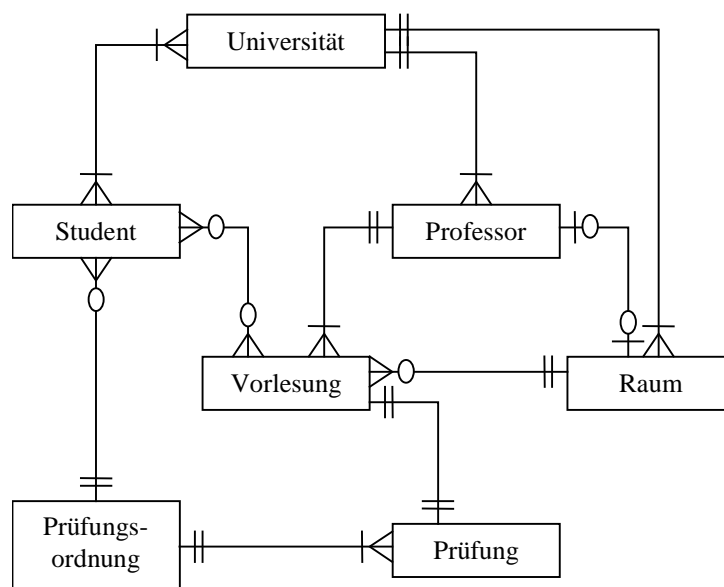 Universität
Student
Professor
Vorlesung
Raum
Prüfungs-
ordnung
Prüfung